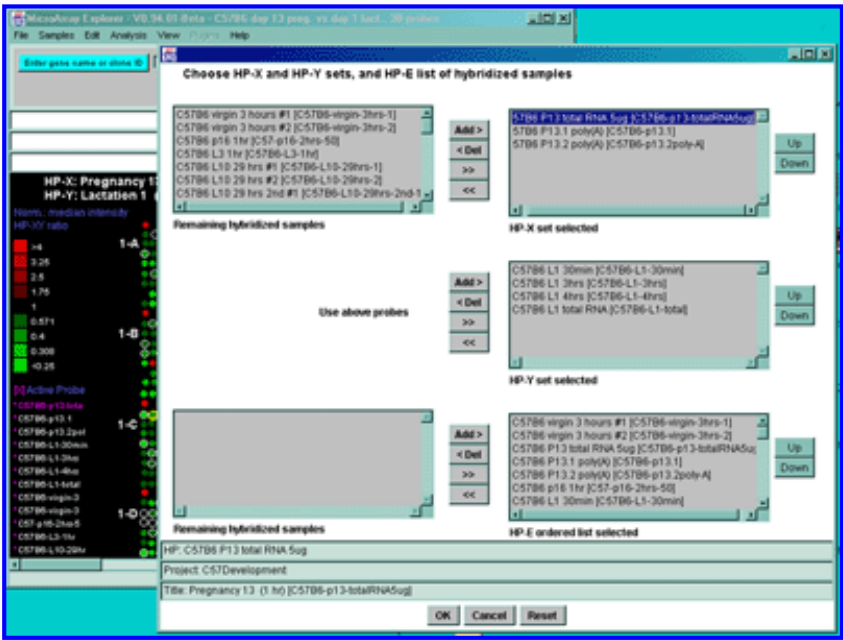 MicroArray Explorer - V0.94.01-Beta - C57B6 day 13 preg. vs day 1 lact., 30 probes
File Samples Edit Analysis View Plugins Help
Enter gene name or clone ID
Choose HP-X and HP-Y sets, and HP-E list of hybridized samples
C57B6 virgin 3 hours #1 [C57B6-virgin-3hrs-1]
C57B6 virgin 3 hours #2 [C57B6-virgin-3hrs-2]
C57B6 p16 1hr [C57-p16-2hrs-50]
C57B6 L3 1hr [C57B6-L3-1hr]
C57B6 L10 29 hrs #1 [C57B6-L10-29hrs-1]
C57B6 L10 29 hrs #2 [C57B6-L10-29hrs-2]
C57B6 L10 29 hrs 2nd #1 [C57B6-L10-29hrs-2nd-1
Remaining hybridized samples
Add >
< Del
>>
<<
57B6 P13 total RNA 5ug [C57B6-p13-totalRNA5ug]
57B6 P13.1 poly(A) [C57B6-p13.1]
57B6 P13.2 poly(A) [C57B6-p13.2poly-A]
HP-X set selected
Up
Down
HP-X: Pregnancy 1
HP-Y: Lactation 1
Norm. median intensity
HP-XY ratio
>4
3.25
2.5
1.75
1
0.571
0.4
0.308
<0.25
1-A
1-B
1-C
1-D
[X] Active Probe
* C57B6-p13-tota
* C57B6-p13.1
* C57B6-p13.2pol
* C57B6-L1-30min
* C57B6-L1-3hrs
* C57B6-L1-4hrs
* C57B6-L1-total
* C57B6-virgin-3
* C57B6-virgin-3
* C57-p16-2hrs-5
* C57B6-L3-1hr
* C57B6-L10-29hr
Use above probes
Add >
< Del
>>
<<
C57B6 L1 30min [C57B6-L1-30min]
C57B6 L1 3hrs [C57B6-L1-3hrs]
C57B6 L1 4hrs [C57B6-L1-4hrs]
C57B6 L1 total RNA [C57B6-L1-total]
HP-Y set selected
Up
Down
Remaining hybridized samples
Add >
< Del
>>
<<
C57B6 virgin 3 hours #1 [C57B6-virgin-3hrs-1]
C57B6 virgin 3 hours #2 [C57B6-virgin-3hrs-2]
C57B6 P13 total RNA 5ug [C57B6-p13-totalRNA5ug
C57B6 P13.1 poly(A) [C57B6-p13.1]
C57B6 P13.2 poly(A) [C57B6-p13.2poly-A]
C57B6 p16 1hr [C57-p16-2hrs-50]
C57B6 L1 30min [C57B6-L1-30min]
HP-E ordered list selected
Up
Down
HP: C57B6 P13 total RNA 5ug
Project: C57Development
Title: Pregnancy 13 (1 hr) [C57B6-p13-totalRNA5ug]
OK Cancel Reset